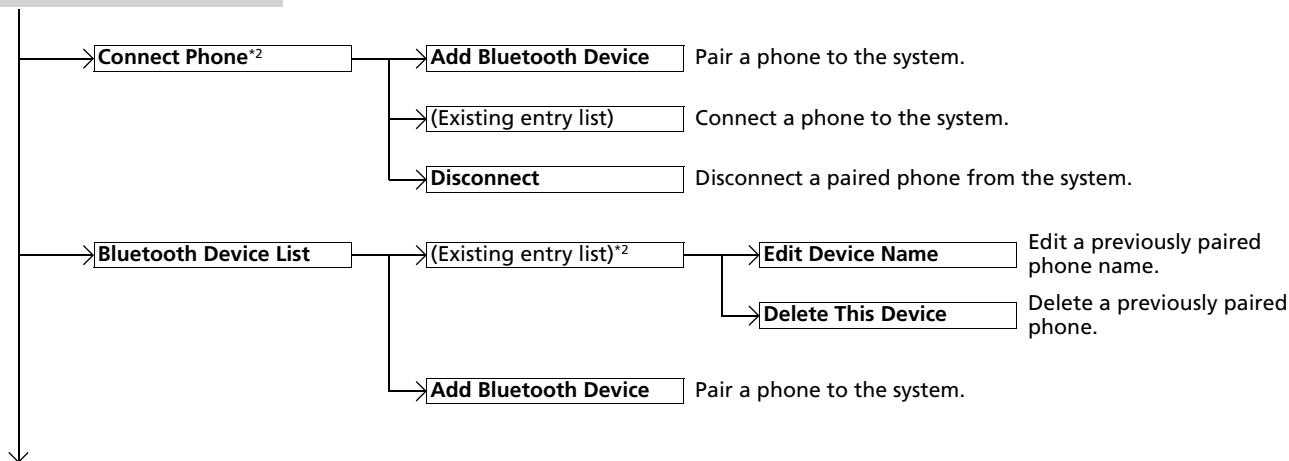 Connect Phone*2
Add Bluetooth Device
Pair a phone to the system.
(Existing entry list)
Connect a phone to the system.
Disconnect
Disconnect a paired phone from the system.
Bluetooth Device List
(Existing entry list)*2
Edit Device Name
Edit a previously paired
phone name.
Delete This Device
Delete a previously paired
phone.
Add Bluetooth Device
Pair a phone to the system.